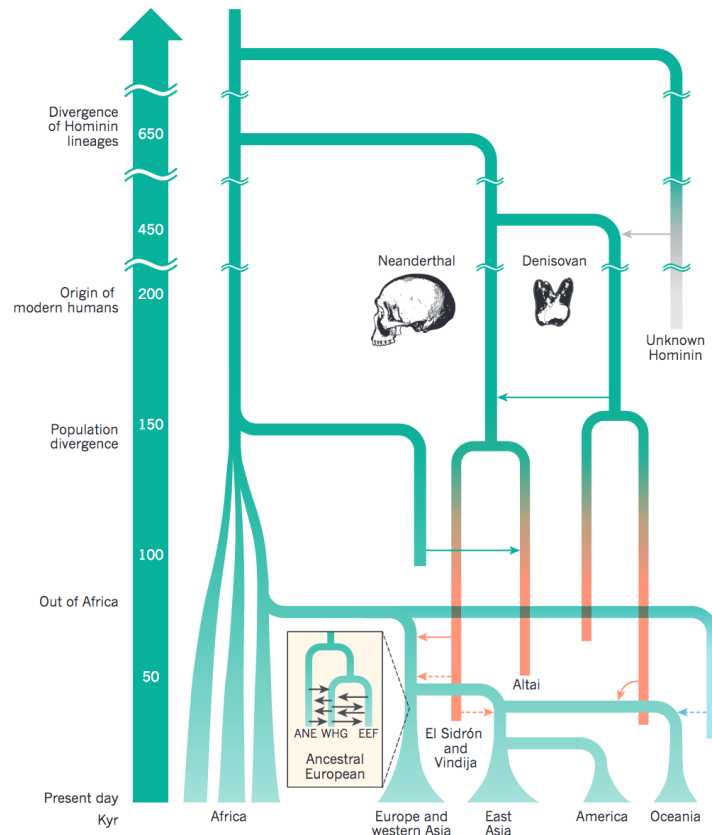 Divergence
of Hominin
lineages
650
450
Neanderthal
Denisovan
Origin of
modern humans
200
Unknown
Hominin
Population
divergence
150
100
Out of Africa
50
Altai
ANE WHG EEF
Ancestral
European
El Sidrón
and
Vindija
Present day
Kyr
Africa
Europe and
western Asia
East
Asia
America
Oceania